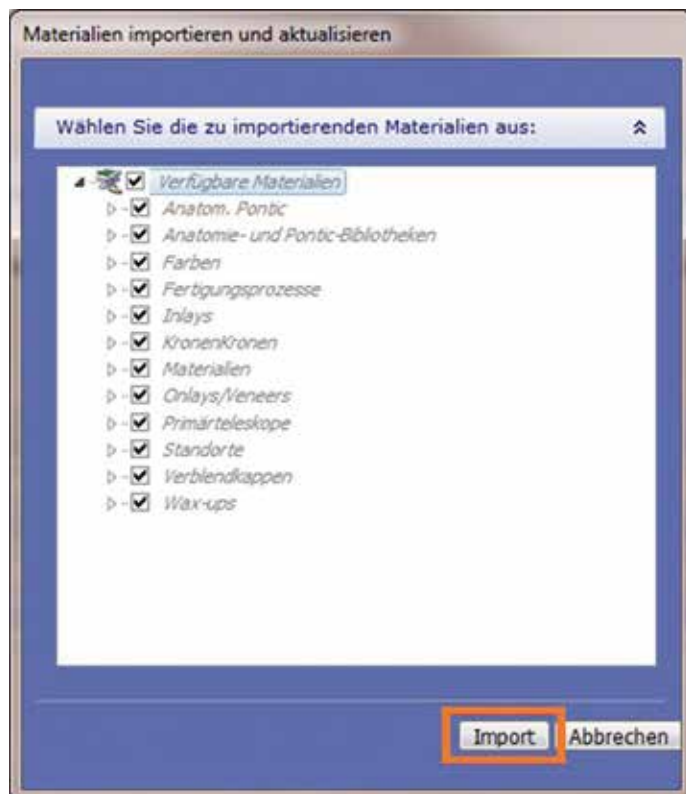 Materialien importieren und aktualisieren
Wählen Sie die zu importierenden Materialien aus:
Verfügbare Materialien
Anatom. Pontic
Anatomie- und Pontic-Bibliotheken
Farben
Fertigungsprozesse
Inlays
KronenKronen
Materialien
Onlays/Veneers
Primärteleskope
Standorte
Verblendkappen
Wax-ups
Import Abbrechen